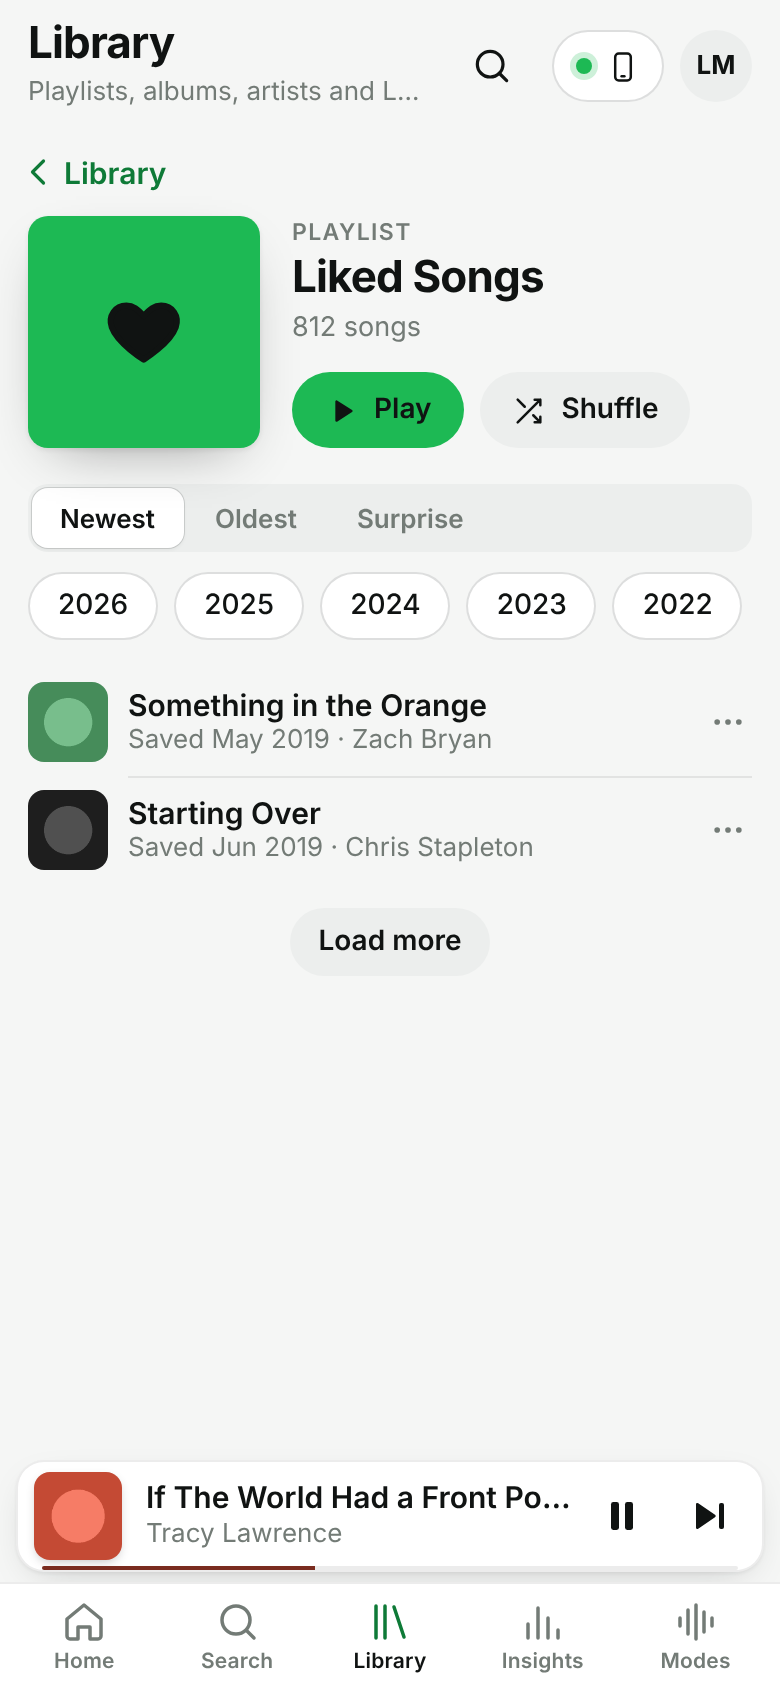 Library
Playlists, albums, artists and L...
LM
Library
PLAYLIST
Liked Songs
812 songs
Play
Shuffle
Newest
Oldest
Surprise
2026
2025
2024
2023
2022
Something in the Orange
Saved May 2019 · Zach Bryan
Starting Over
Saved Jun 2019 · Chris Stapleton
Load more
If The World Had a Front Po...
Tracy Lawrence
Home
Search
Library
Insights
Modes